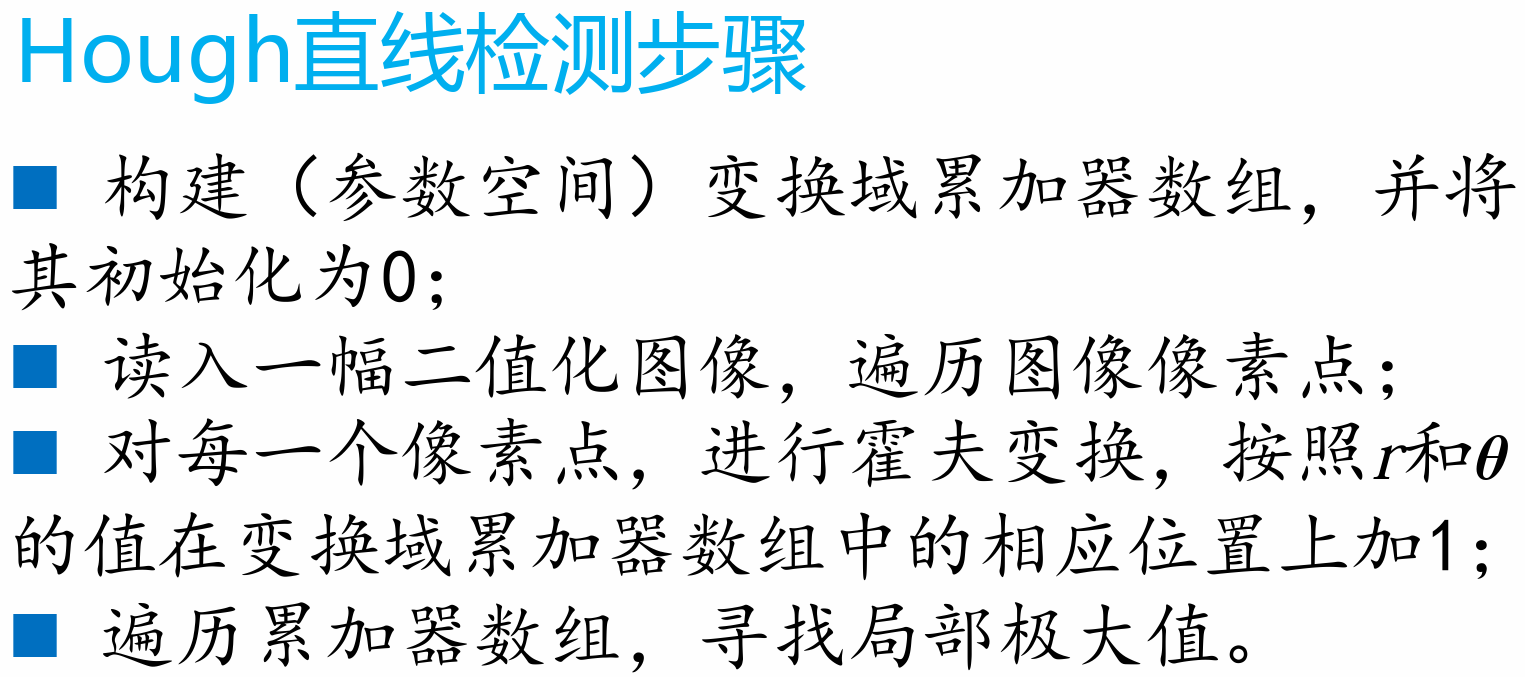 Hough直线检测步骤
■ 构建（参数空间）变换域累加器数组，并将
其初始化为0；
■ 读入一幅二值化图像，遍历图像像素点；
■ 对每一个像素点，进行霍夫变换，按照r和θ
的值在变换域累加器数组中的相应位置上加1；
■ 遍历累加器数组，寻找局部极大值。